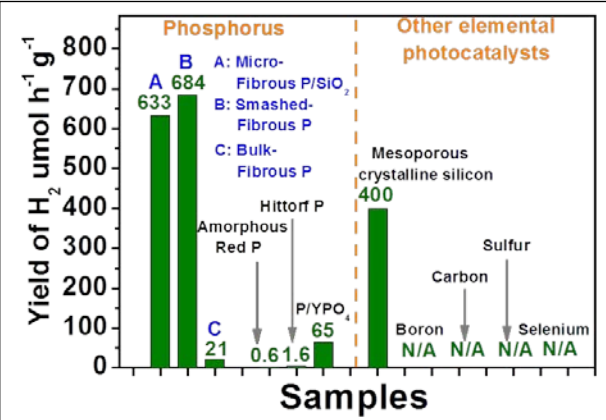 Phosphorus
Other elemental
photocatalysts
A: Micro-
Fibrous P/SiO₂
B: Smashed-
Fibrous P
C: Bulk-
Fibrous P
A
B
C
633
684
21
Amorphous
Red P
0.6
Hittorf P
1.6
P/YPO₄
65
Mesoporous
crystalline silicon
400
Boron
N/A
Carbon
N/A
Sulfur
N/A
Selenium
N/A
Yield of H₂ umol h⁻¹ g⁻¹
800
700
600
500
400
300
200
100
0
Samples